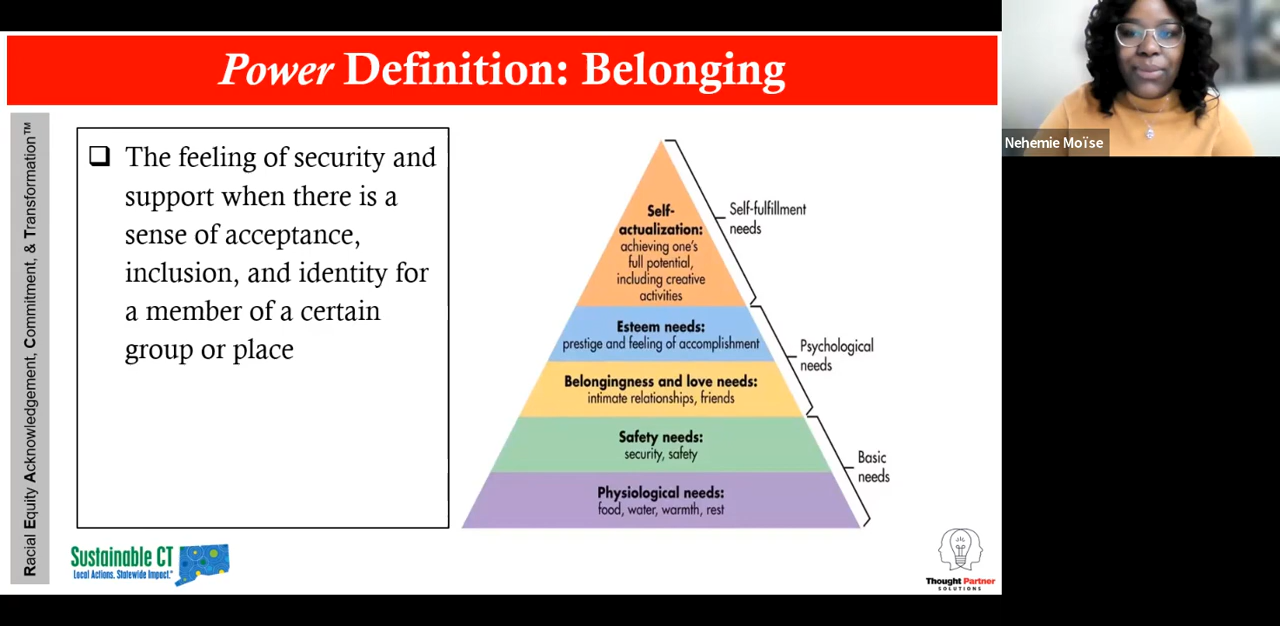 Power Definition: Belonging
Racial Equity Acknowledgement, Commitment, & Transformation™
❑ The feeling of security and
support when there is a
sense of acceptance,
inclusion, and identity for
a member of a certain
group or place
Self-
actualization:
achieving one's
full potential,
including creative
activities
Esteem needs:
prestige and feeling of accomplishment
Belongingness and love needs:
intimate relationships, friends
Safety needs:
security, safety
Physiological needs:
food, water, warmth, rest
Self-fulfillment
needs
Psychological
needs
Basic
needs
Sustainable CT
Local Actions. Statewide Impact.
Thought Partner
SOLUTIONS
Nehemie Moïse